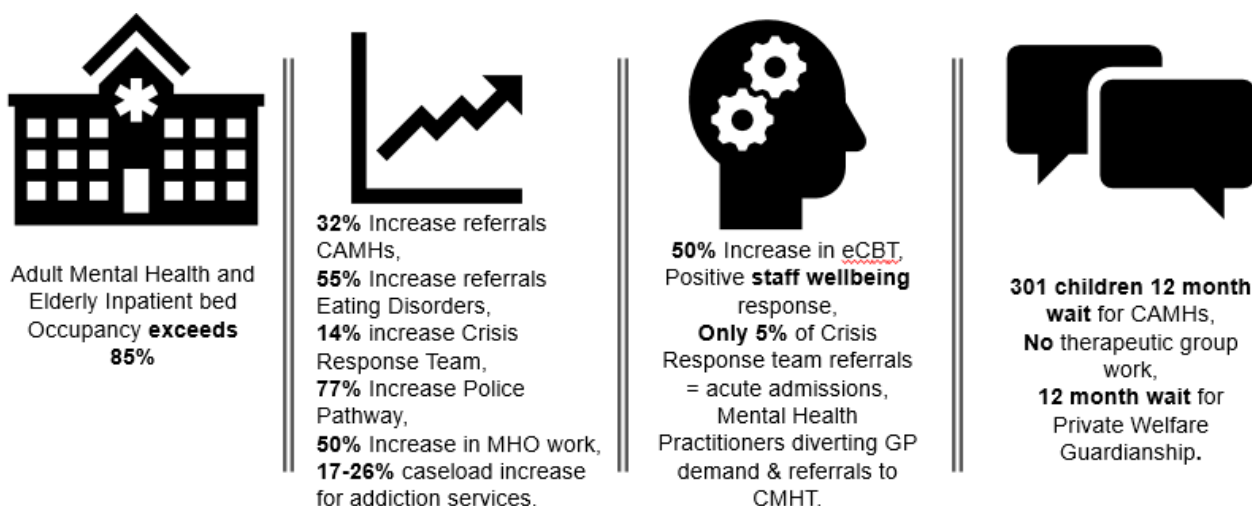 Adult Mental Health and
Elderly Inpatient bed
Occupancy exceeds
85%
32% Increase referrals
CAMHs,
55% Increase referrals
Eating Disorders,
14% increase Crisis
Response Team,
77% Increase Police
Pathway,
50% Increase in MHO work,
17-26% caseload increase
for addiction services.
50% Increase in eCBT,
Positive staff wellbeing
response,
Only 5% of Crisis
Response team referrals
= acute admissions,
Mental Health
Practitioners diverting GP
demand & referrals to
CMHT.
301 children 12 month
wait for CAMHs,
No therapeutic group
work,
12 month wait for
Private Welfare
Guardianship.